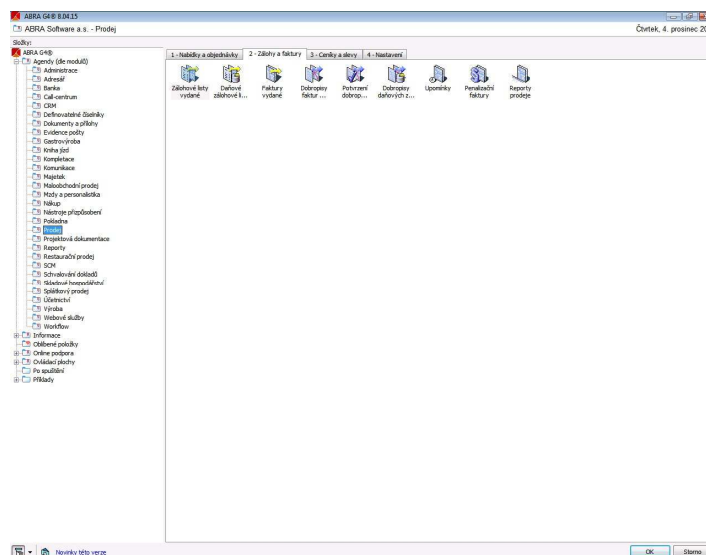 ABRA G4® 8.04.15
ABRA Software a.s. - Prodej
Čtvrtek, 4. prosinec 20
Složky:
ABRA G4®
Agendy (dle modulů)
Administrace
Adresář
Banka
Call-centrum
CRM
Definovatelné číselníky
Dokumenty a přílohy
Evidence pošty
Gastrovýroba
Kniha jízd
Kompletace
Komunikace
Majetek
Maloobchodní prodej
Mzdy a personalistika
Nákup
Nástroje přizpůsobení
Pokladna
Prodej
Projektová dokumentace
Reporty
Restaurační prodej
SCM
Schvalování dokladů
Skladové hospodářství
Splátkový prodej
Účetnictví
Výroba
Webové služby
Workflow
Informace
Oblíbené položky
Online podpora
Ovládací plochy
Po spuštění
Příklady
1 - Nabídky a objednávky 2 - Zálohy a faktury 3 - Ceníky a slevy 4 - Nastavení
Zálohové listy vydané
Daňové zálohové li...
Faktury vydané
Dobropisy faktur ...
Potvrzení dobrop...
Dobropisy daňových z...
Upomínky
Penalizační faktury
Reporty prodeje
Novinky této verze
OK Storno